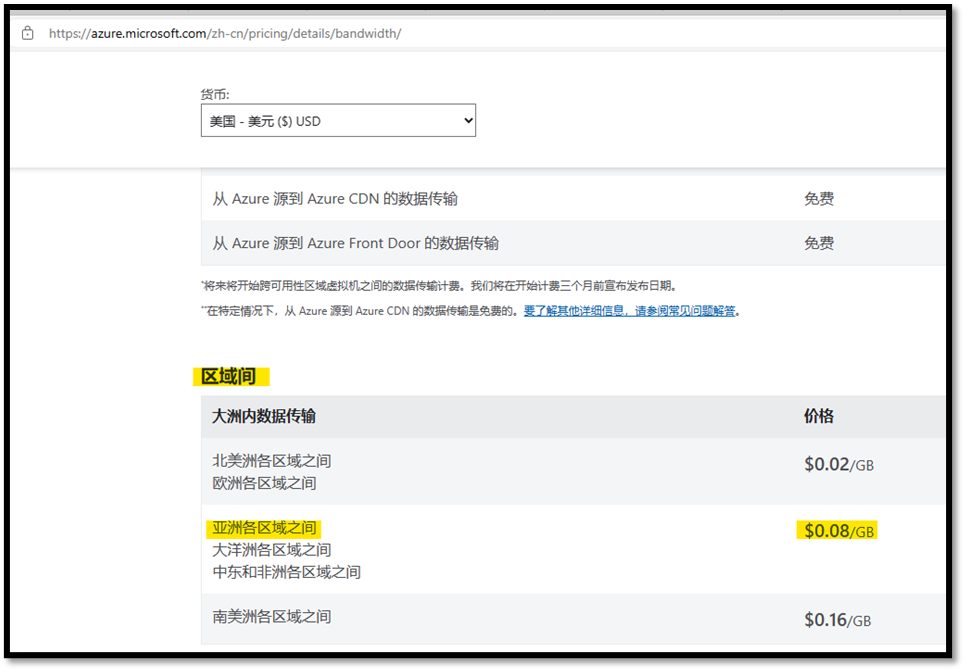 https://azure.microsoft.com/zh-cn/pricing/details/bandwidth/
货币:
美国 - 美元 ($) USD
从 Azure 源到 Azure CDN 的数据传输 免费
从 Azure 源到 Azure Front Door 的数据传输 免费
*将来将开始跨可用性区域虚拟机之间的数据传输计费。我们将在开始计费三个月前宣布发布日期。
**在特定情况下，从 Azure 源到 Azure CDN 的数据传输是免费的。要了解其他详细信息，请参阅常见问题解答。
区域间
大洲内数据传输 价格
北美洲各区域之间 $0.02/GB
欧洲各区域之间
亚洲各区域之间 $0.08/GB
大洋洲各区域之间
中东和非洲各区域之间
南美洲各区域之间 $0.16/GB